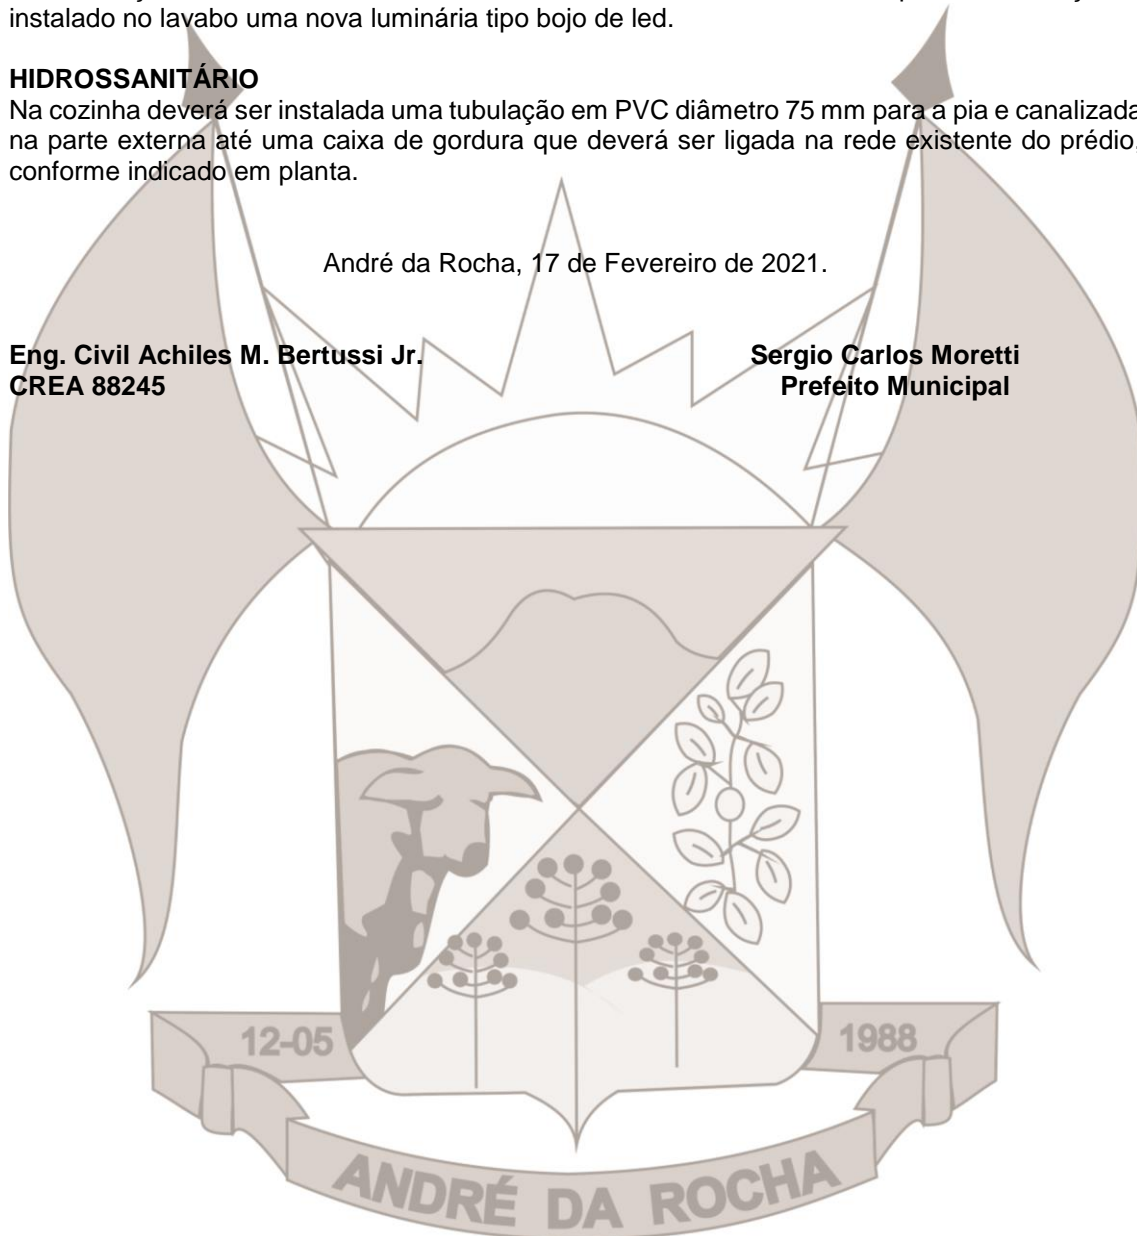 instalado no lavabo uma nova luminária tipo bojo de led.
HIDROSSANITÁRIO
Na cozinha deverá ser instalada uma tubulação em PVC diâmetro 75 mm para a pia e canalizada
na parte externa até uma caixa de gordura que deverá ser ligada na rede existente do prédio,
conforme indicado em planta.
André da Rocha, 17 de Fevereiro de 2021.
Eng. Civil Achiles M. Bertussi Jr. Sergio Carlos Moretti
CREA 88245 Prefeito Municipal
12-05 1988
ANDRÉ DA ROCHA